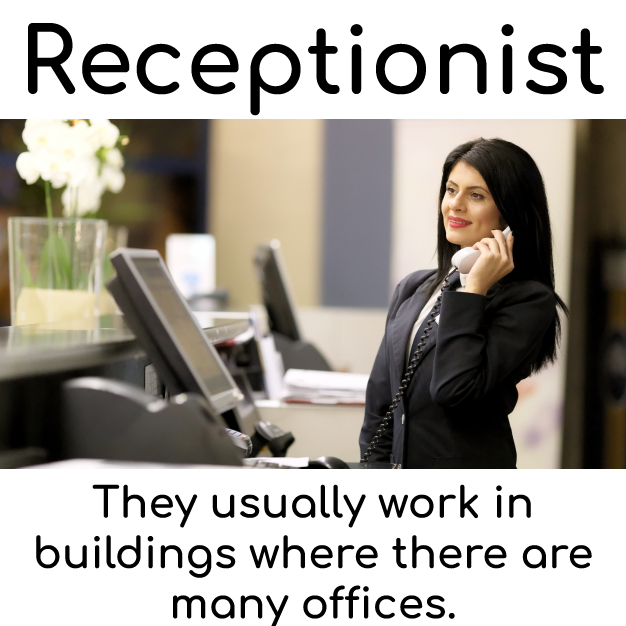 Receptionist
They usually work in
buildings where there are
many offices.